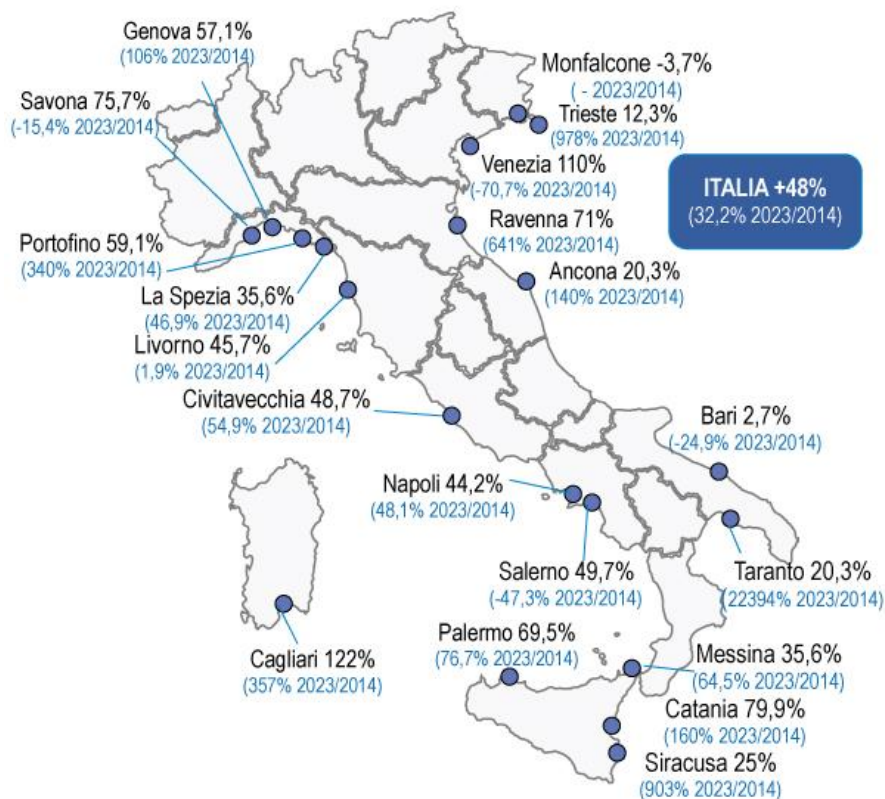 Genova 57,1%
(106% 2023/2014)
Savona 75,7%
(-15,4% 2023/2014)
Portofino 59,1%
(340% 2023/2014)
La Spezia 35,6%
(46,9% 2023/2014)
Livorno 45,7%
(1,9% 2023/2014)
Civitavecchia 48,7%
(54,9% 2023/2014)
Monfalcone -3,7%
( - 2023/2014)
Trieste 12,3%
(978% 2023/2014)
Venezia 110%
(-70,7% 2023/2014)
Ravenna 71%
(641% 2023/2014)
Ancona 20,3%
(140% 2023/2014)
ITALIA +48%
(32,2% 2023/2014)
Bari 2,7%
(-24,9% 2023/2014)
Napoli 44,2%
(48,1% 2023/2014)
Salerno 49,7%
(-47,3% 2023/2014)
Taranto 20,3%
(22394% 2023/2014)
Cagliari 122%
(357% 2023/2014)
Palermo 69,5%
(76,7% 2023/2014)
Messina 35,6%
(64,5% 2023/2014)
Catania 79,9%
(160% 2023/2014)
Siracusa 25%
(903% 2023/2014)